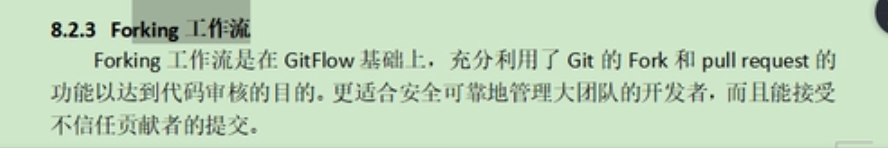 8.2.3 Forking 工作流
Forking 工作流是在 GitFlow 基础上，充分利用了 Git 的 Fork 和 pull request 的
功能以达到代码审核的目的。更适合安全可靠地管理大团队的开发者，而且能接受
不信任贡献者的提交。